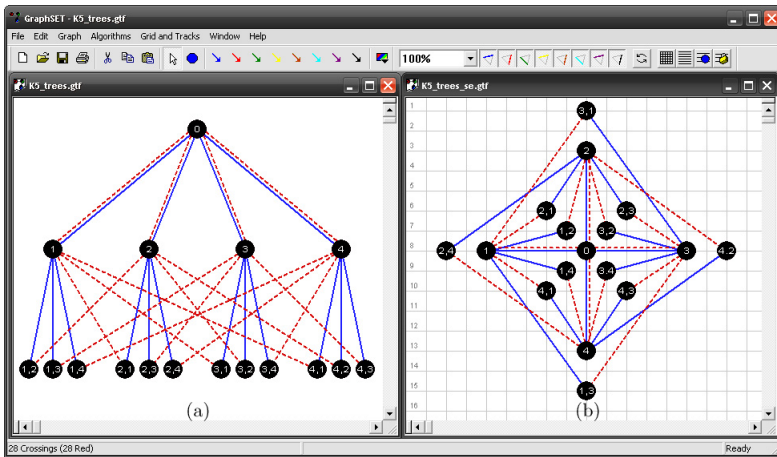 GraphSET - K5_trees.gtf
File Edit Graph Algorithms Grid and Tracks Window Help
100%
K5_trees.gtf
0
1 2 3 4
1,2 1,3 1,4 2,1 2,3 2,4 3,1 3,2 3,4 4,1 4,2 4,3
(a)
K5_trees_se.gtf
1
3,1
2
3
2
4
5
6
2,1 2,3
7
1,2 3,2
8
2,4 1 0 3 4.2
9
1,4 3.4
10
4,1 4,3
11
12
13
4
14
15
1,3
16
(b)
28 Crossings (28 Red)
Ready